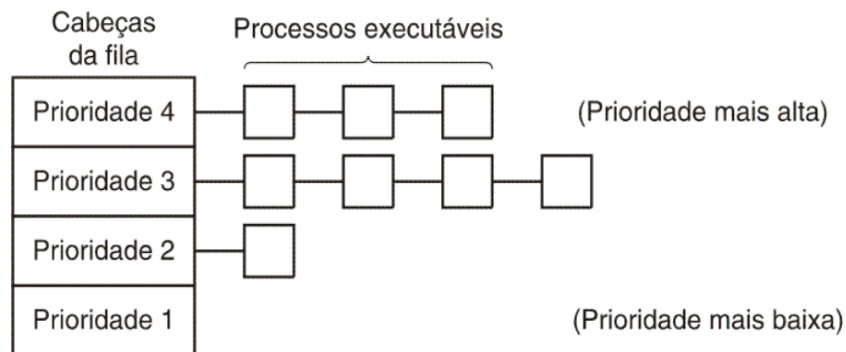 Cabeças
da fila
Processos executáveis
Prioridade 4
(Prioridade mais alta)
Prioridade 3
Prioridade 2
Prioridade 1
(Prioridade mais baixa)